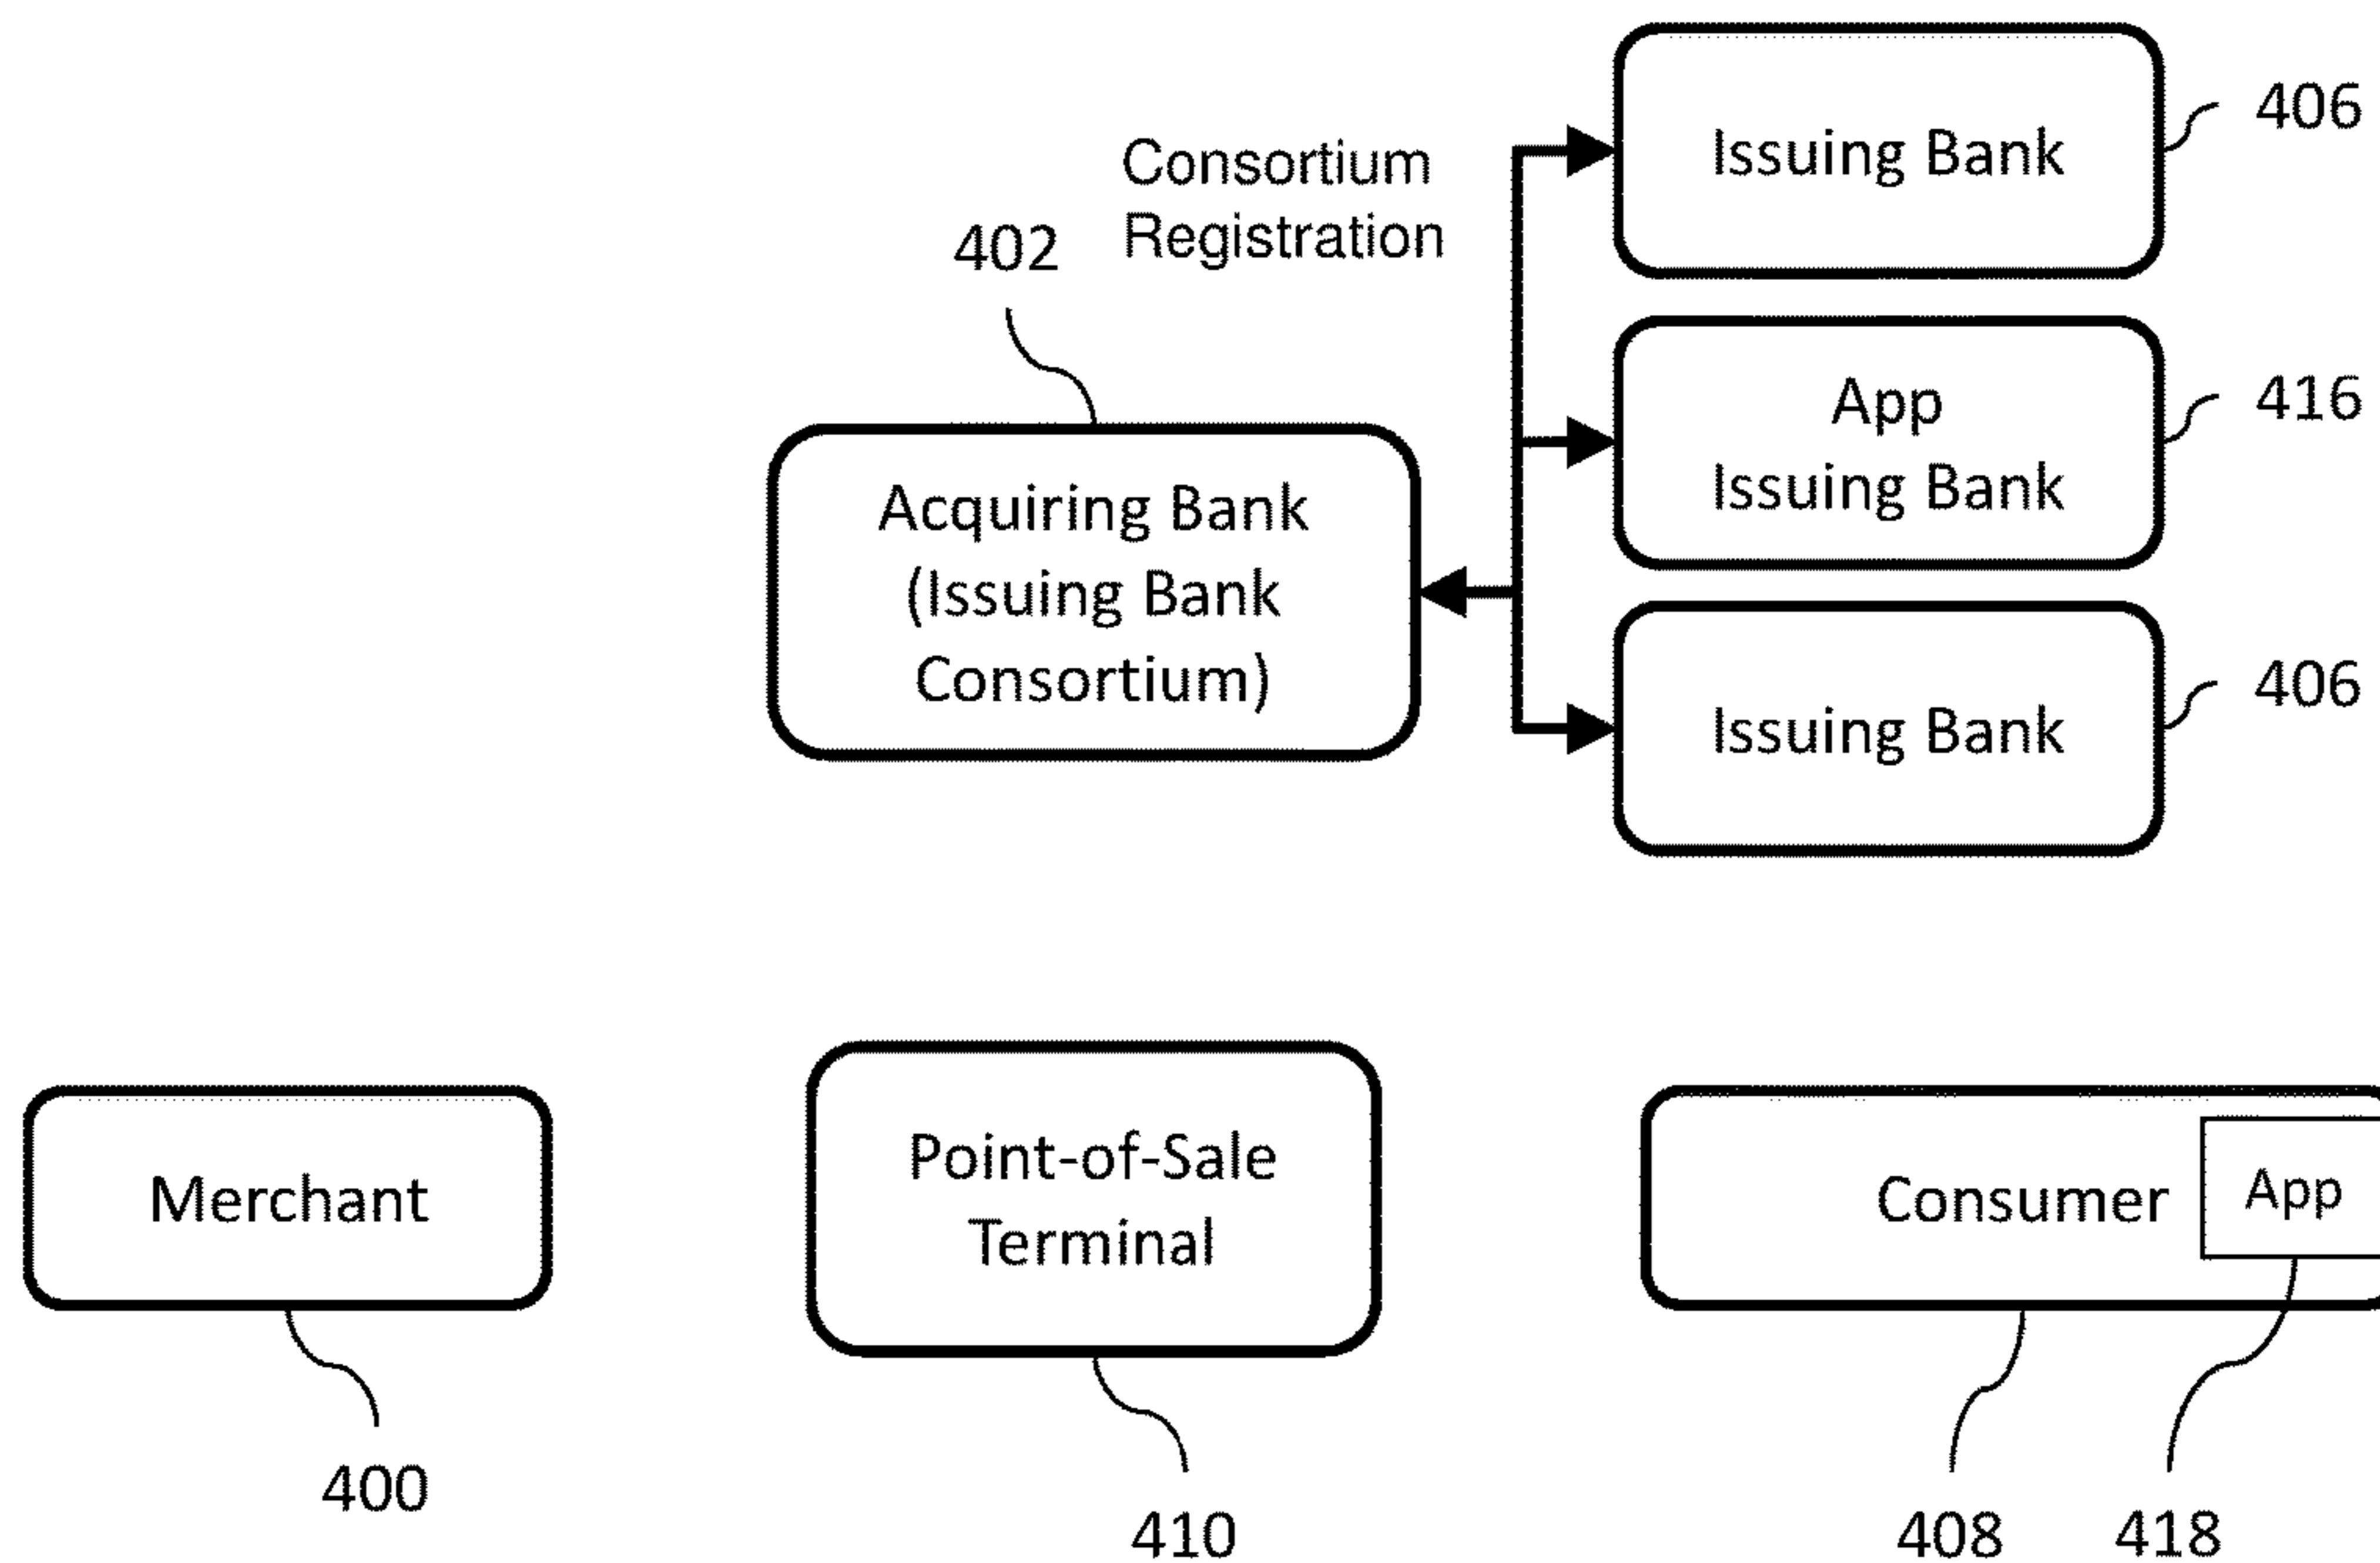 406
Issuing Bank
Consortium
Registration
402
App
Issuing Bank
416
Acquiring Bank
(Issuing Bank
Consortium)
Issuing Bank
406
Merchant
Point-of-Sale
Terminal
Consumer
App
400
410
408
418